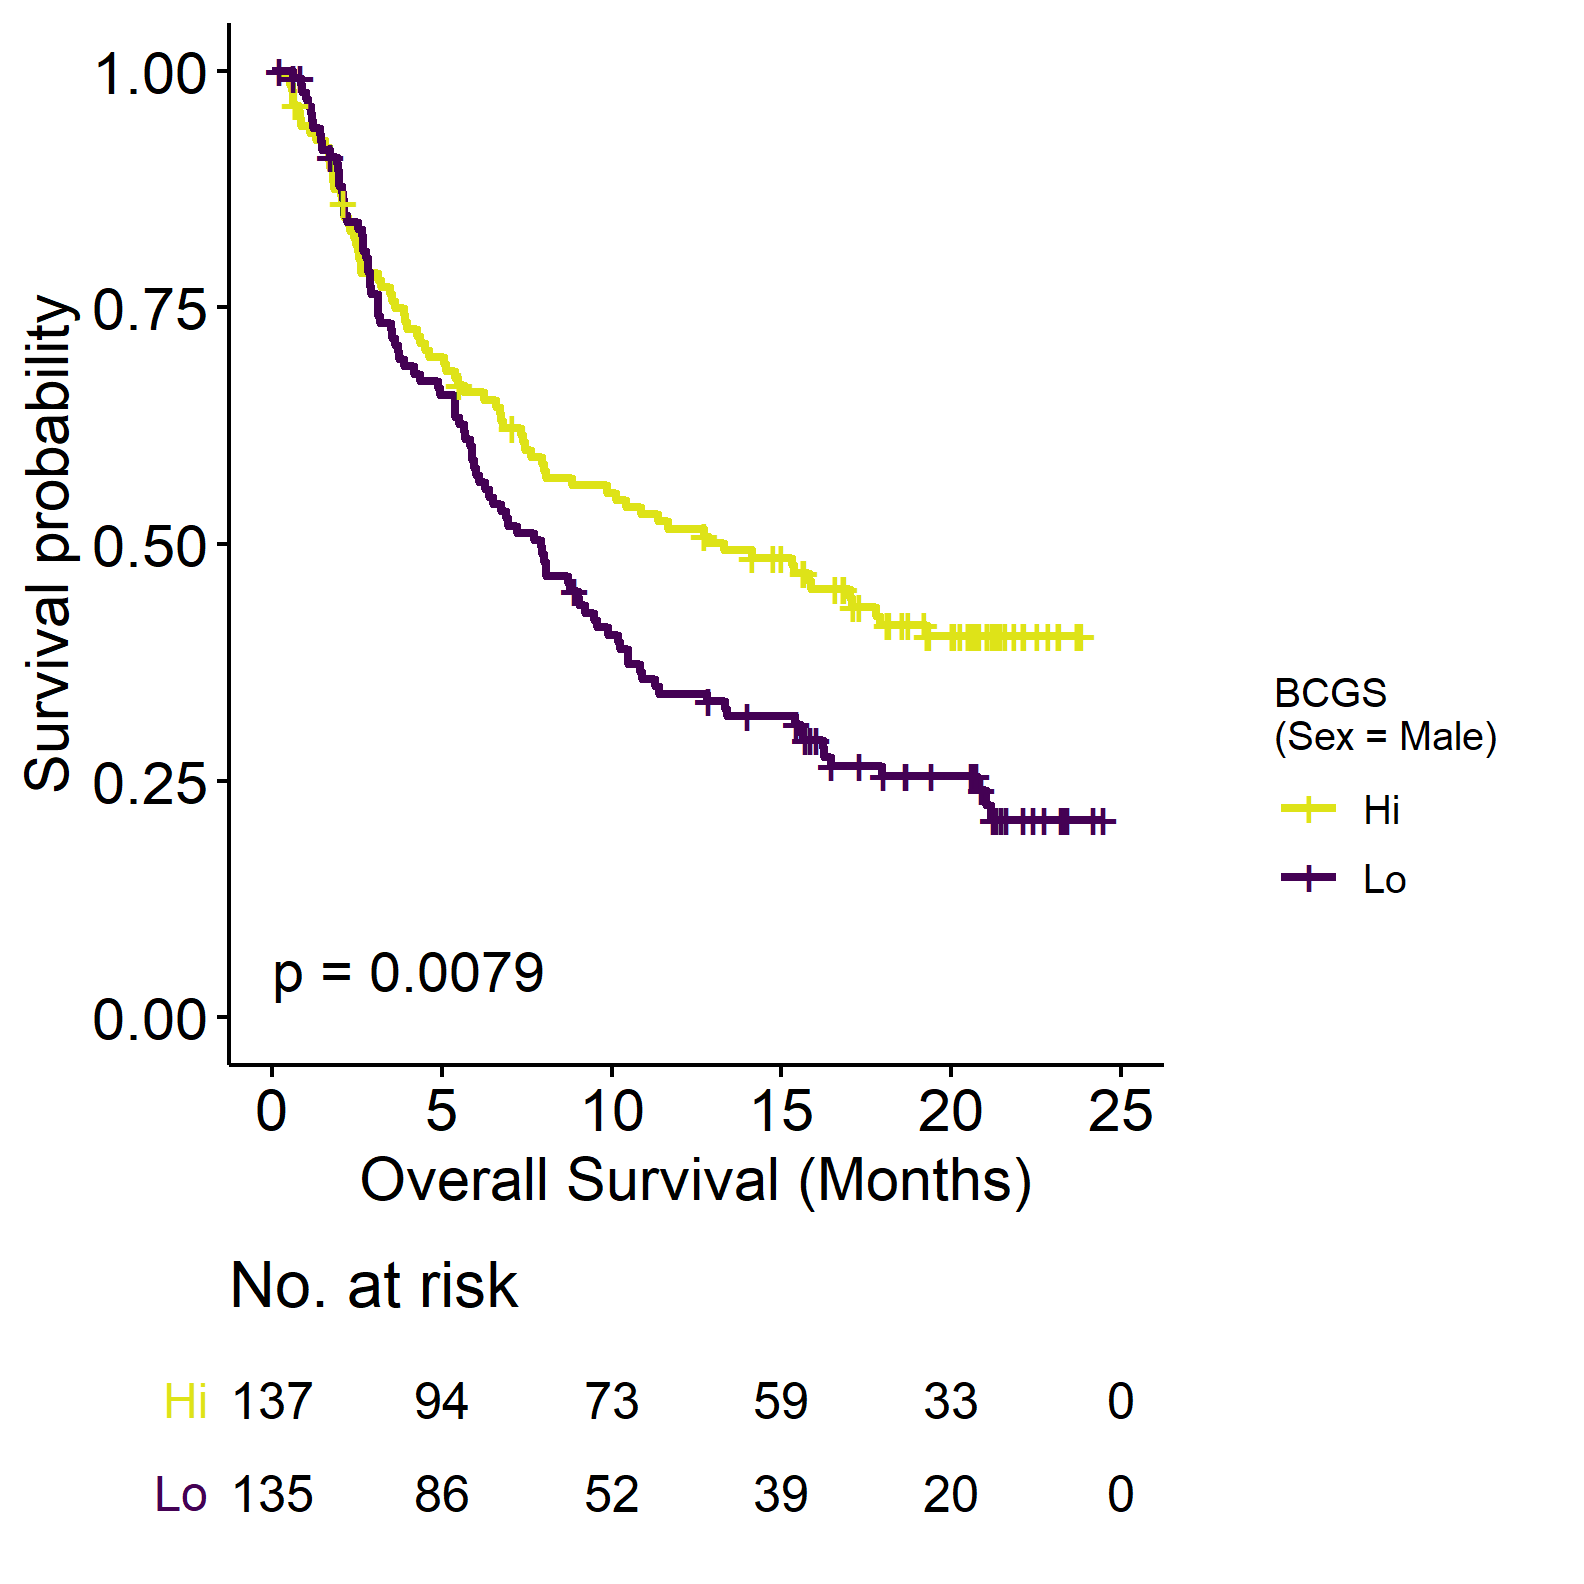 1.00
0.75
0.50
0.25
0.00
Survival probability
p = 0.0079
0 5 10 15 20 25
Overall Survival (Months)
BCGS
(Sex = Male)
Hi
Lo
No. at risk
Hi 137 94 73 59 33 0
Lo 135 86 52 39 20 0